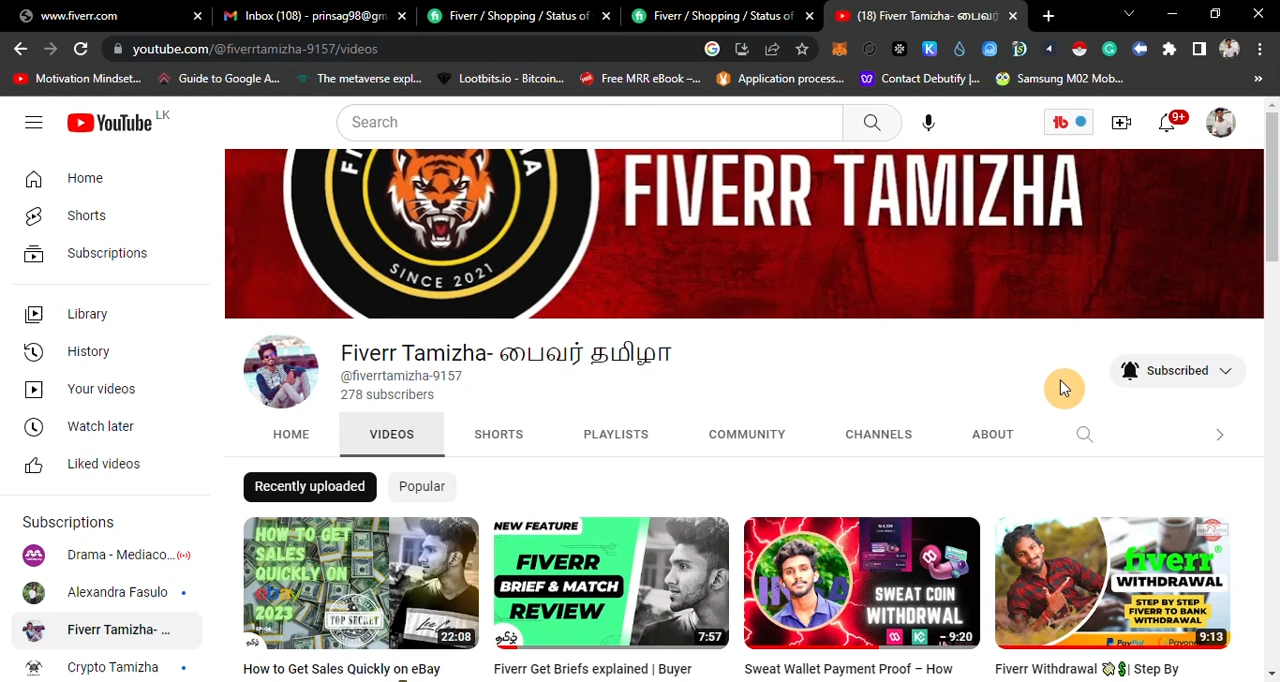 www.fiverr.com
Inbox (108) - prinsag98@gm
Fiverr / Shopping / Status of
Fiverr / Shopping / Status of
(18) Fiverr Tamizha- பைவர்
youtube.com/@fiverrtamizha-9157/videos
Motivation Mindset...
Guide to Google A...
The metaverse expl...
Lootbits.io - Bitcoin...
Free MRR eBook –...
Application process...
Contact Debutify |...
Samsung M02 Mob...
»
YouTube LK
Search
tb
9+
Home
Shorts
Subscriptions
Library
History
Your videos
Watch later
Liked videos
Subscriptions
Drama - Mediaco...
Alexandra Fasulo
Fiverr Tamizha- ...
Crypto Tamizha
SINCE 2021
FIVERR TAMIZHA
Fiverr Tamizha- பைவர் தமிழா
@fiverrtamizha-9157
278 subscribers
Subscribed
HOME VIDEOS SHORTS PLAYLISTS COMMUNITY CHANNELS ABOUT
Recently uploaded Popular
HOW TO GET
SALES
QUICKLY ON
ebay
2023
TOP SECRET
22:08
NEW FEATURE
FIVERR
BRIEF & MATCH
REVIEW
தமிழ்
7:57
SWEAT COIN
WITHDRWAL
9:20
fiverr
WITHDRAWAL
STEP BY STEP
FIVERR TO BANK
WITHDRAWAL
PayPal
9:13
How to Get Sales Quickly on eBay
Fiverr Get Briefs explained | Buyer
Sweat Wallet Payment Proof – How
Fiverr Withdrawal 💸💲| Step By